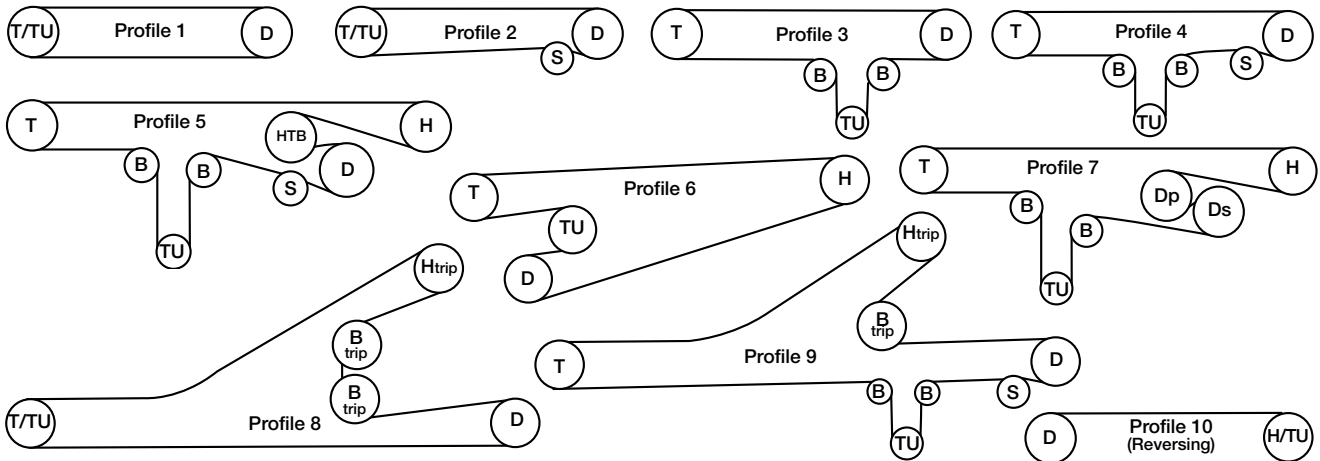 T/TU
Profile 1
D
T/TU
Profile 2
D
S
T
Profile 3
D
B
B
TU
T
Profile 4
D
B
B
S
TU
T
Profile 5
HTB
H
B
B
S
D
TU
T
Profile 6
H
TU
D
T
Profile 7
H
B
B
Dp
Ds
TU
T/TU
Profile 8
Htrip
B
trip
B
trip
D
T
Profile 9
Htrip
B
trip
D
B
B
S
TU
D
Profile 10
(Reversing)
H/TU